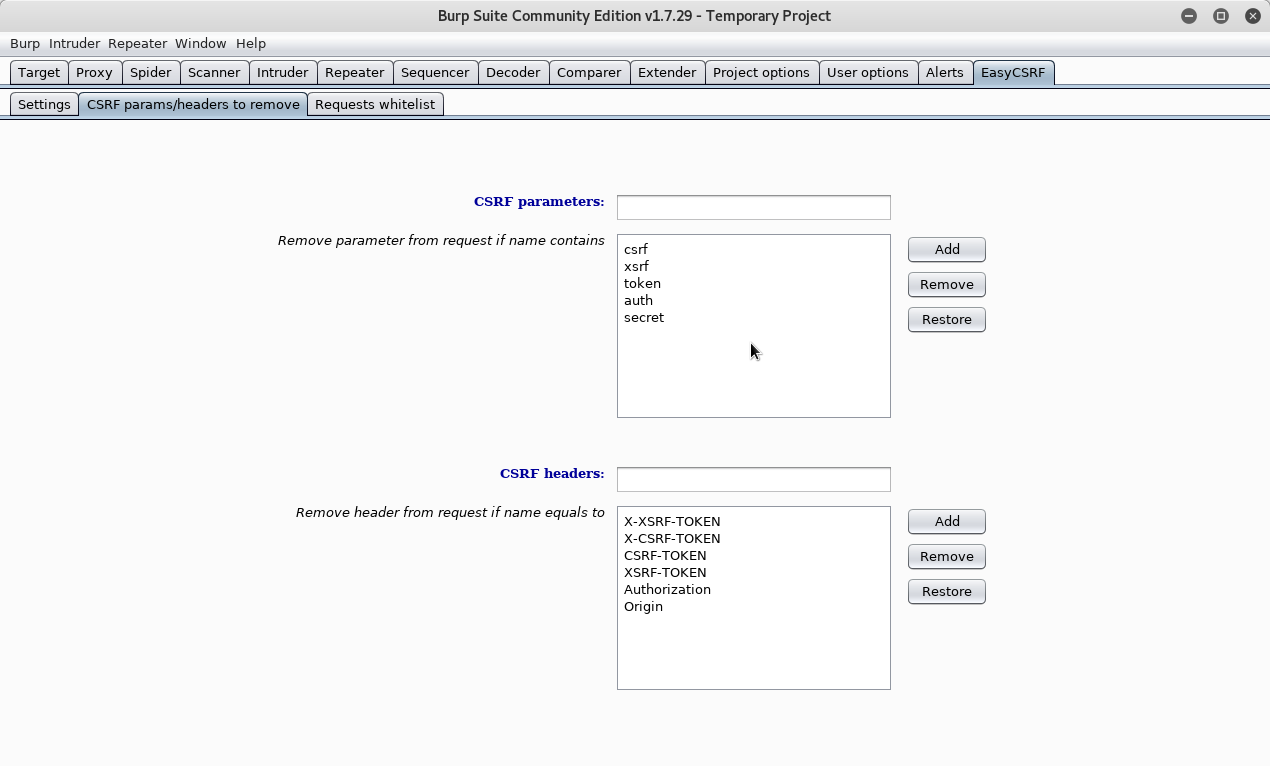 Burp Suite Community Edition v1.7.29 - Temporary Project
Burp Intruder Repeater Window Help
Target Proxy Spider Scanner Intruder Repeater Sequencer Decoder Comparer Extender Project options User options Alerts EasyCSRF
Settings CSRF params/headers to remove Requests whitelist
CSRF parameters:
Remove parameter from request if name contains
csrf
xsrf
token
auth
secret
Add
Remove
Restore
CSRF headers:
Remove header from request if name equals to
X-XSRF-TOKEN
X-CSRF-TOKEN
CSRF-TOKEN
XSRF-TOKEN
Authorization
Origin
Add
Remove
Restore